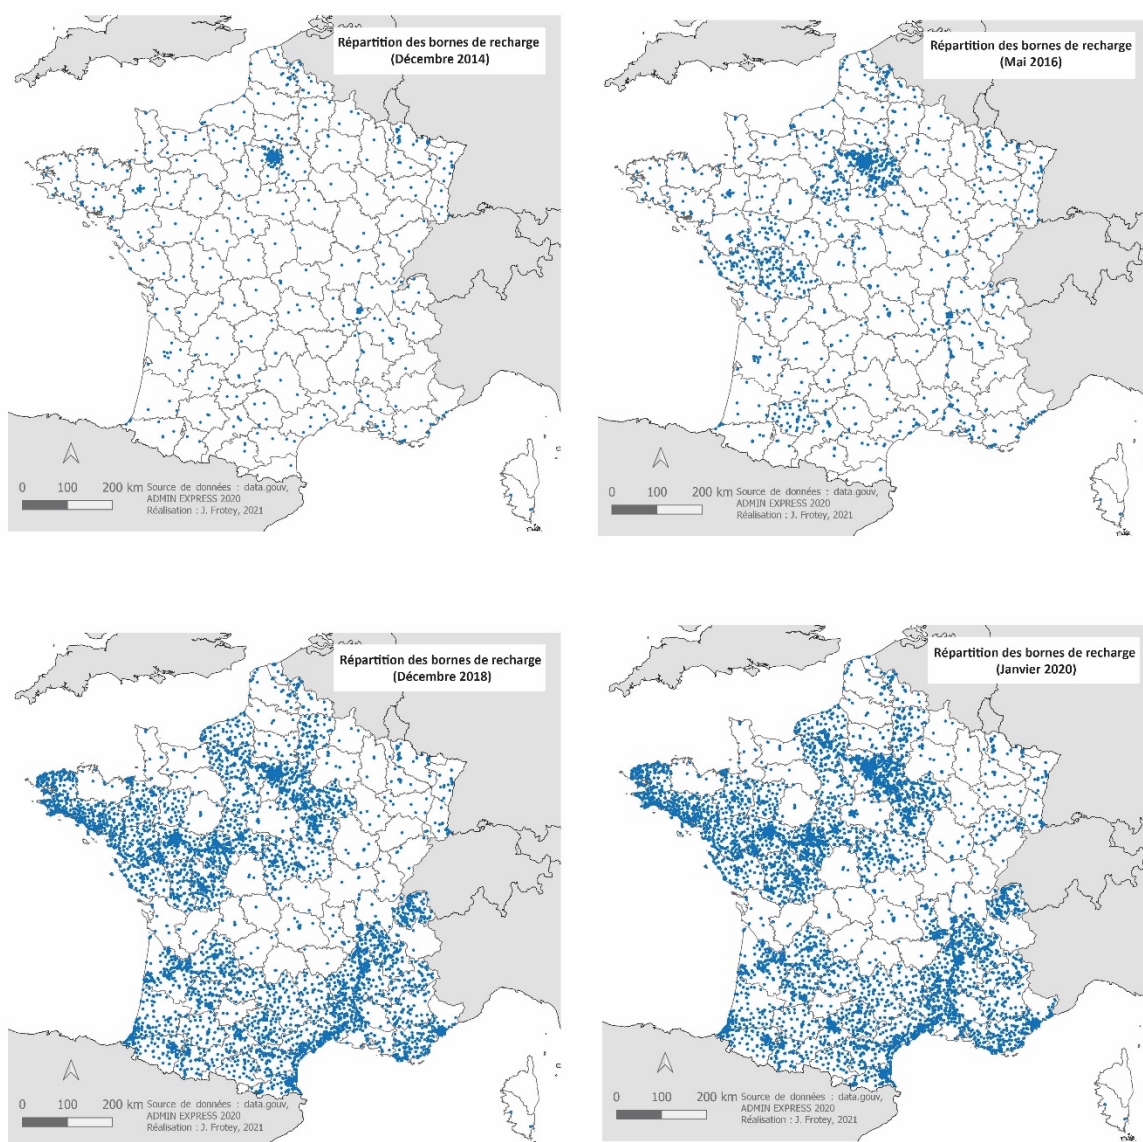 Répartition des bornes de recharge
(Décembre 2014)
0 100 200 km
Source de données : data.gouv,
ADMIN EXPRESS 2020
Réalisation : J. Frotey, 2021
Répartition des bornes de recharge
(Mai 2016)
0 100 200 km
Source de données : data.gouv,
ADMIN EXPRESS 2020
Réalisation : J. Frotey, 2021
Répartition des bornes de recharge
(Décembre 2018)
0 100 200 km
Source de données : data.gouv,
ADMIN EXPRESS 2020
Réalisation : J. Frotey, 2021
Répartition des bornes de recharge
(Janvier 2020)
0 100 200 km
Source de données : data.gouv,
ADMIN EXPRESS 2020
Réalisation : J. Frotey, 2021